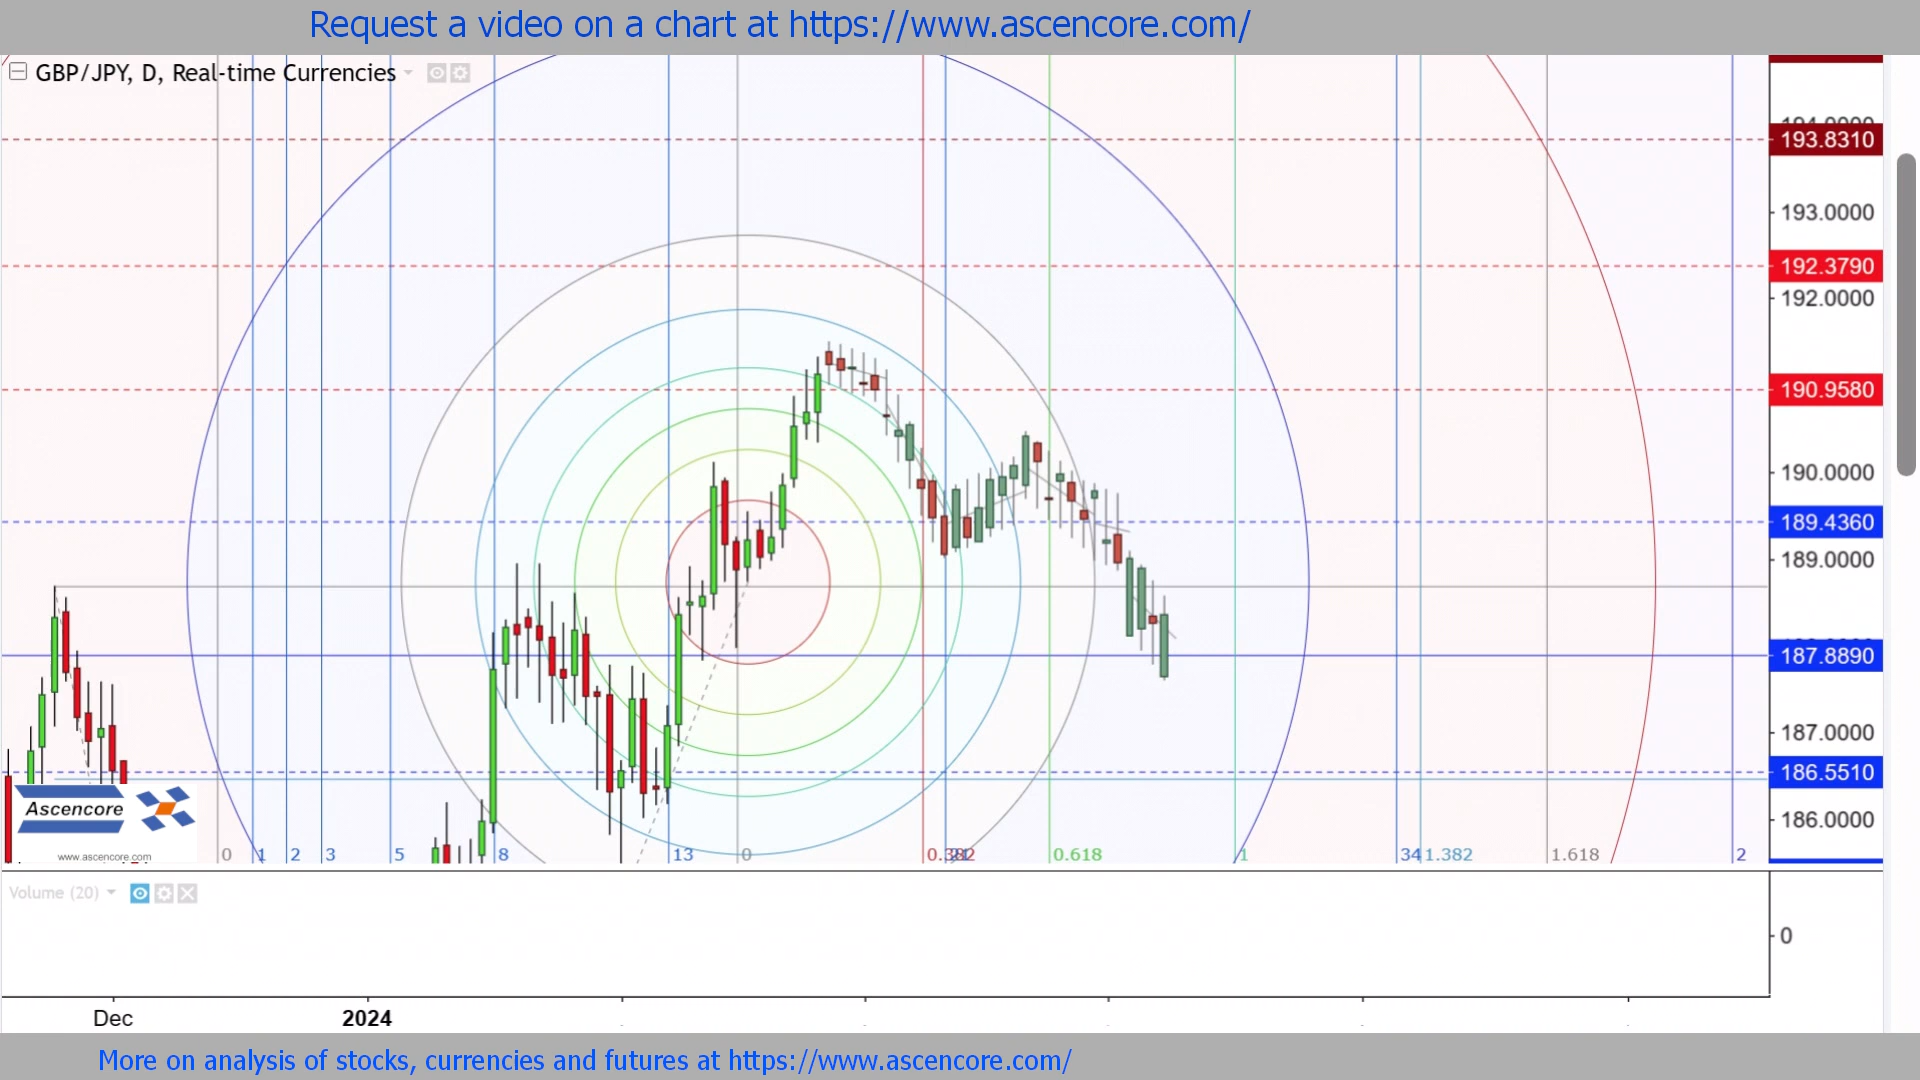 Request a video on a chart at https://www.ascencore.com/
GBP/JPY, D, Real-time Currencies
193.8310
193.0000
192.3790
192.0000
190.9580
190.0000
189.4360
189.0000
187.8890
187.0000
186.5510
186.0000
Ascencore
www.ascencore.com
0 1 2 3 5 8 13 0 0.382 0.618 1 34 1.382 1.618 2
Volume (20)
0
Dec 2024
More on analysis of stocks, currencies and futures at https://www.ascencore.com/